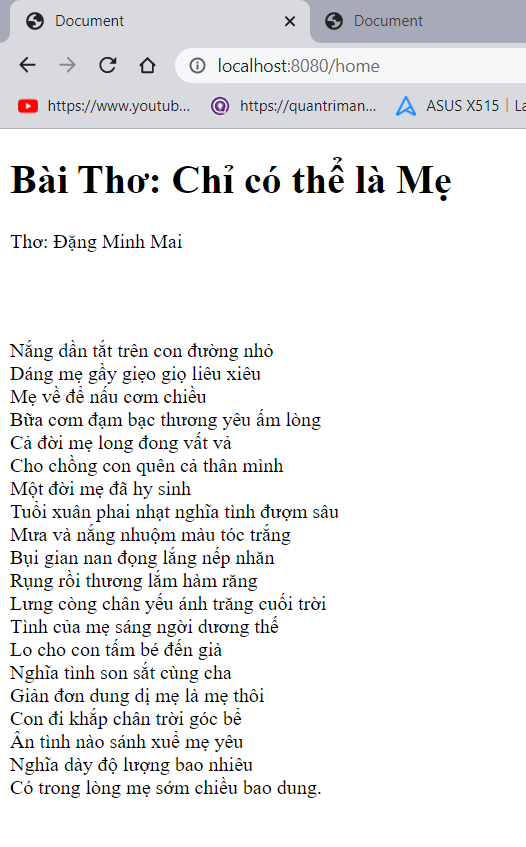 Document
Document
localhost:8080/home
https://www.youtub...
https://quantriman...
ASUS X515 | La
Bài Thơ: Chỉ có thể là Mẹ
Thơ: Đặng Minh Mai
Nắng dần tắt trên con đường nhỏ
Dáng mẹ gầy giẹo giọ liêu xiêu
Mẹ về để nấu cơm chiều
Bữa cơm đạm bạc thương yêu ấm lòng
Cả đời mẹ long đong vất vả
Cho chồng con quên cả thân mình
Một đời mẹ đã hy sinh
Tuổi xuân phai nhạt nghĩa tình đượm sâu
Mưa và nắng nhuộm màu tóc trắng
Bụi gian nan đọng lắng nếp nhăn
Rụng rồi thương lắm hàm răng
Lưng còng chân yếu ánh trăng cuối trời
Tình của mẹ sáng ngời dương thế
Lo cho con tấm bé đến già
Nghĩa tình son sắt cùng cha
Giản đơn dung dị mẹ là mẹ thôi
Con đi khắp chân trời góc bể
Ân tình nào sánh xuể mẹ yêu
Nghĩa dày độ lượng bao nhiêu
Có trong lòng mẹ sớm chiều bao dung.